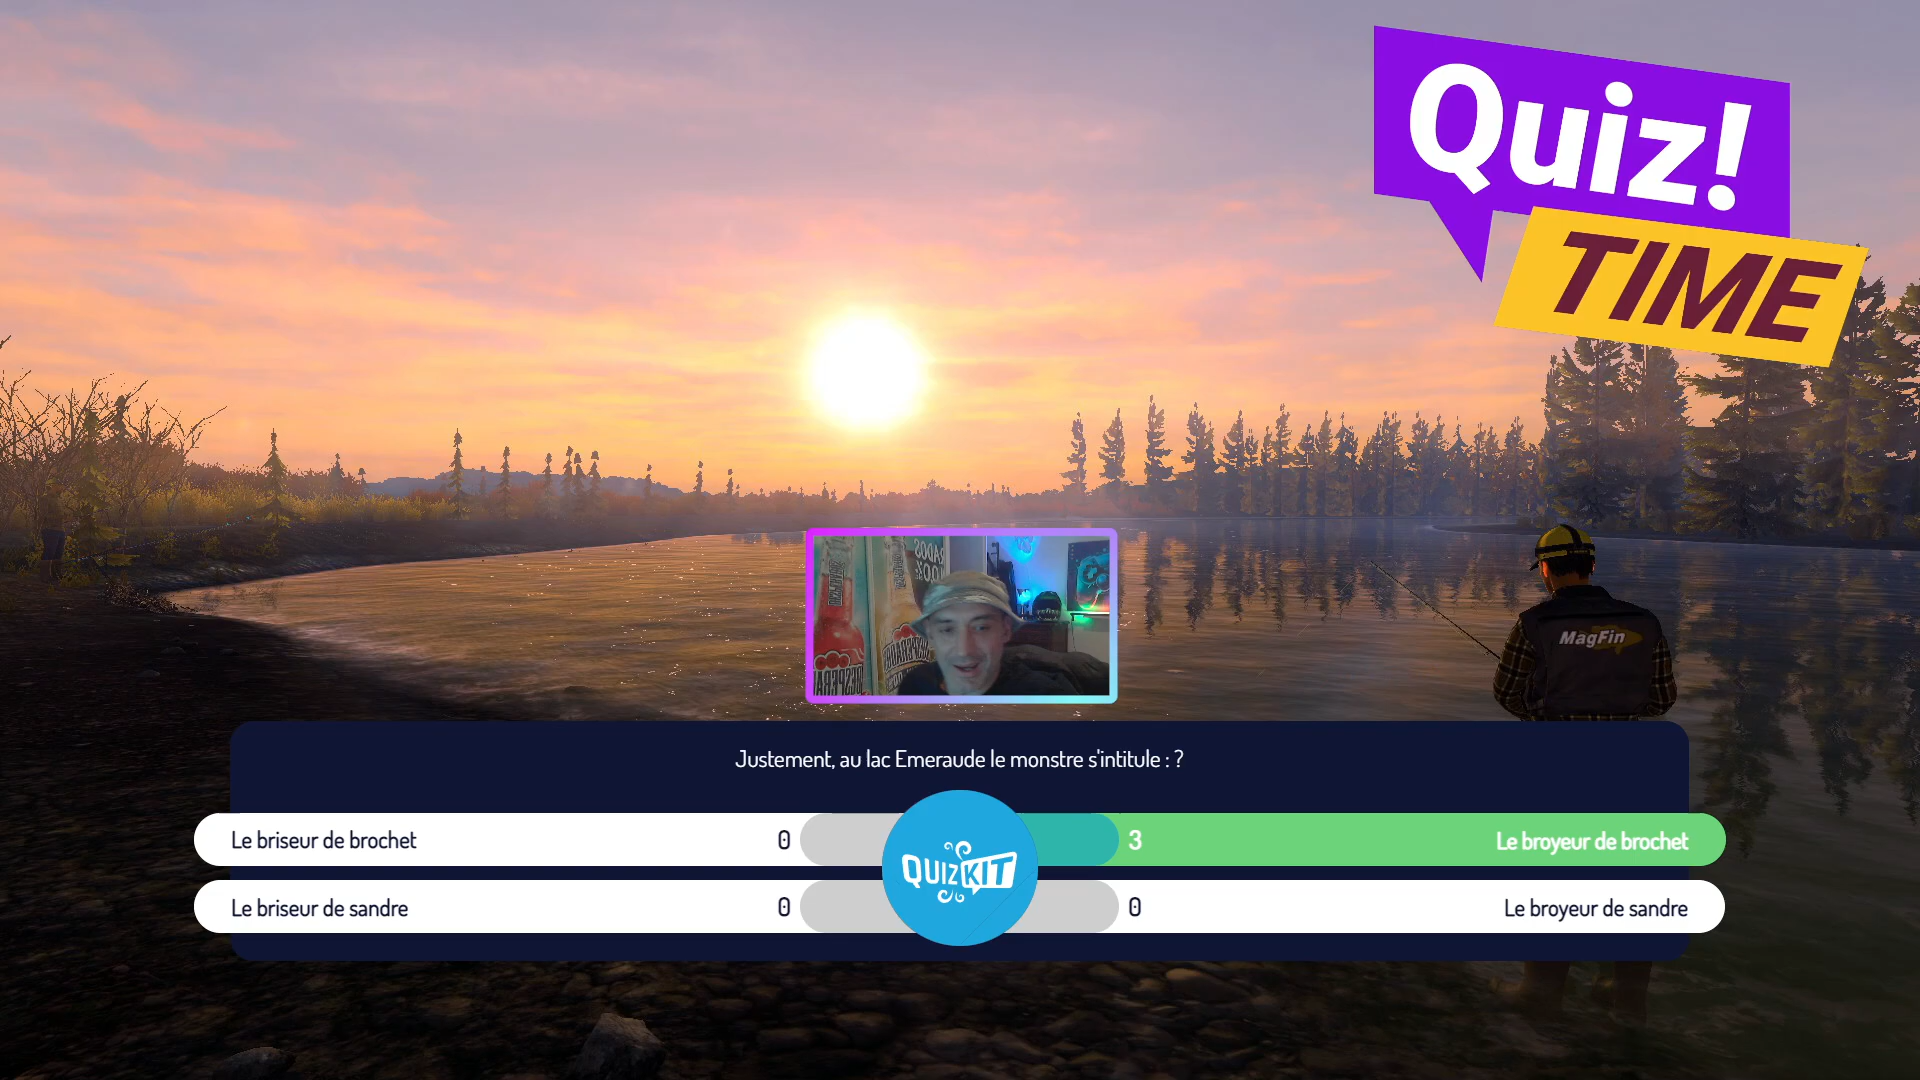 Quiz!
TIME
MagFin
Justement, au lac Emeraude le monstre s'intitule : ?
Le briseur de brochet 0
3 Le broyeur de brochet
QUIZKIT
Le briseur de sandre 0
0 Le broyeur de sandre